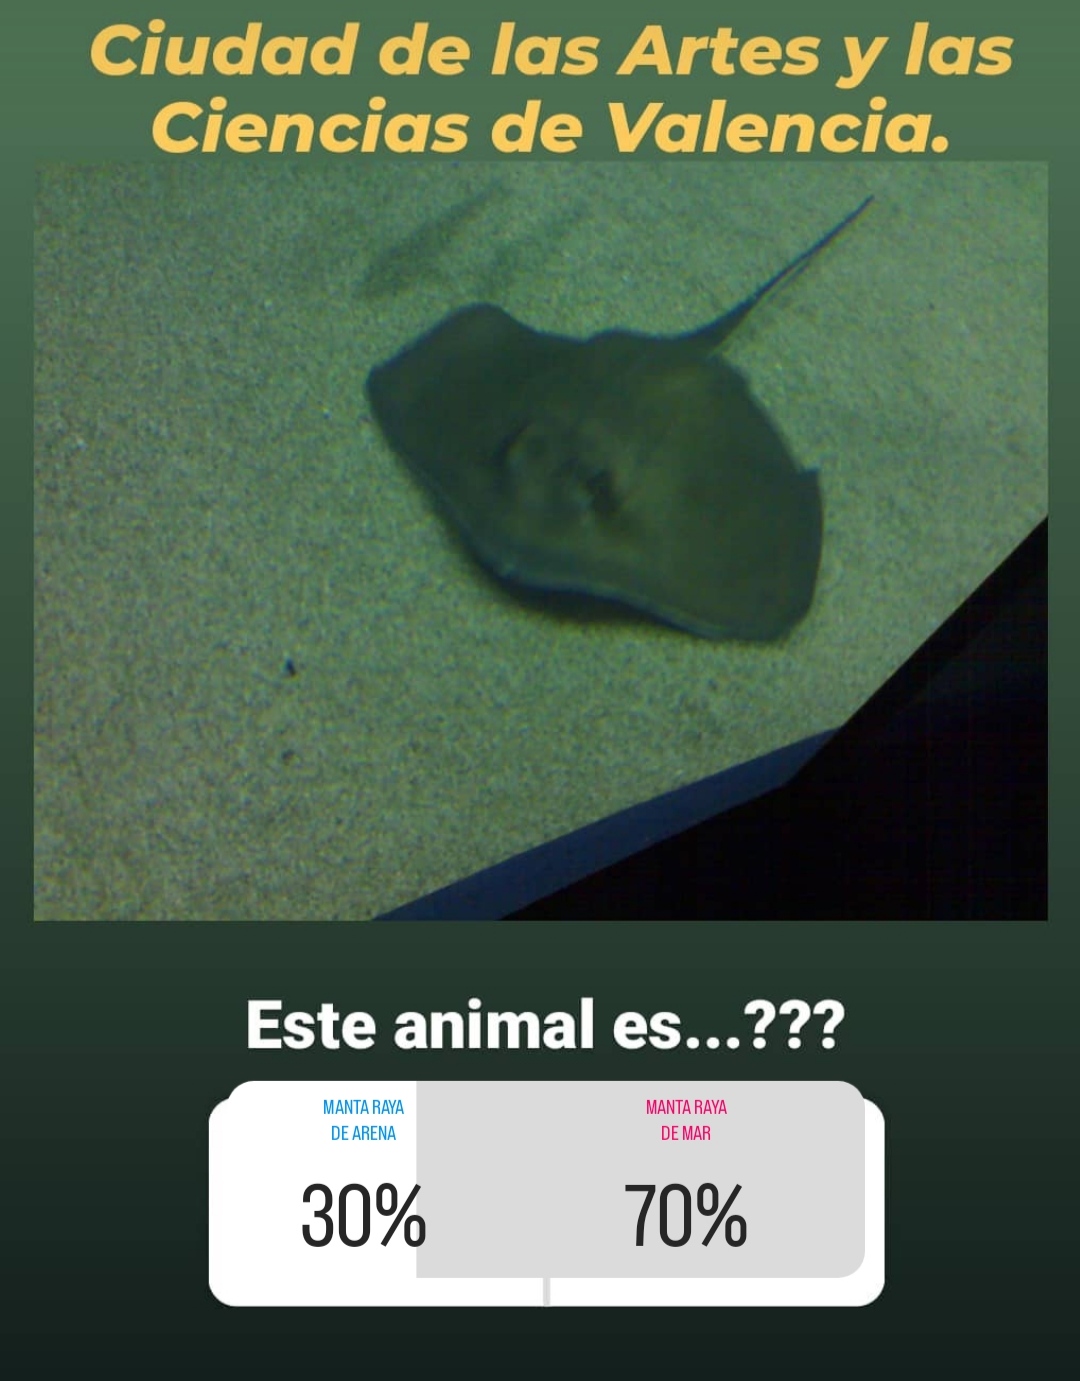 Ciudad de las Artes y las
Ciencias de Valencia.
Este animal es...???
MANTA RAYA
DE ARENA
MANTA RAYA
DE MAR
30%
70%